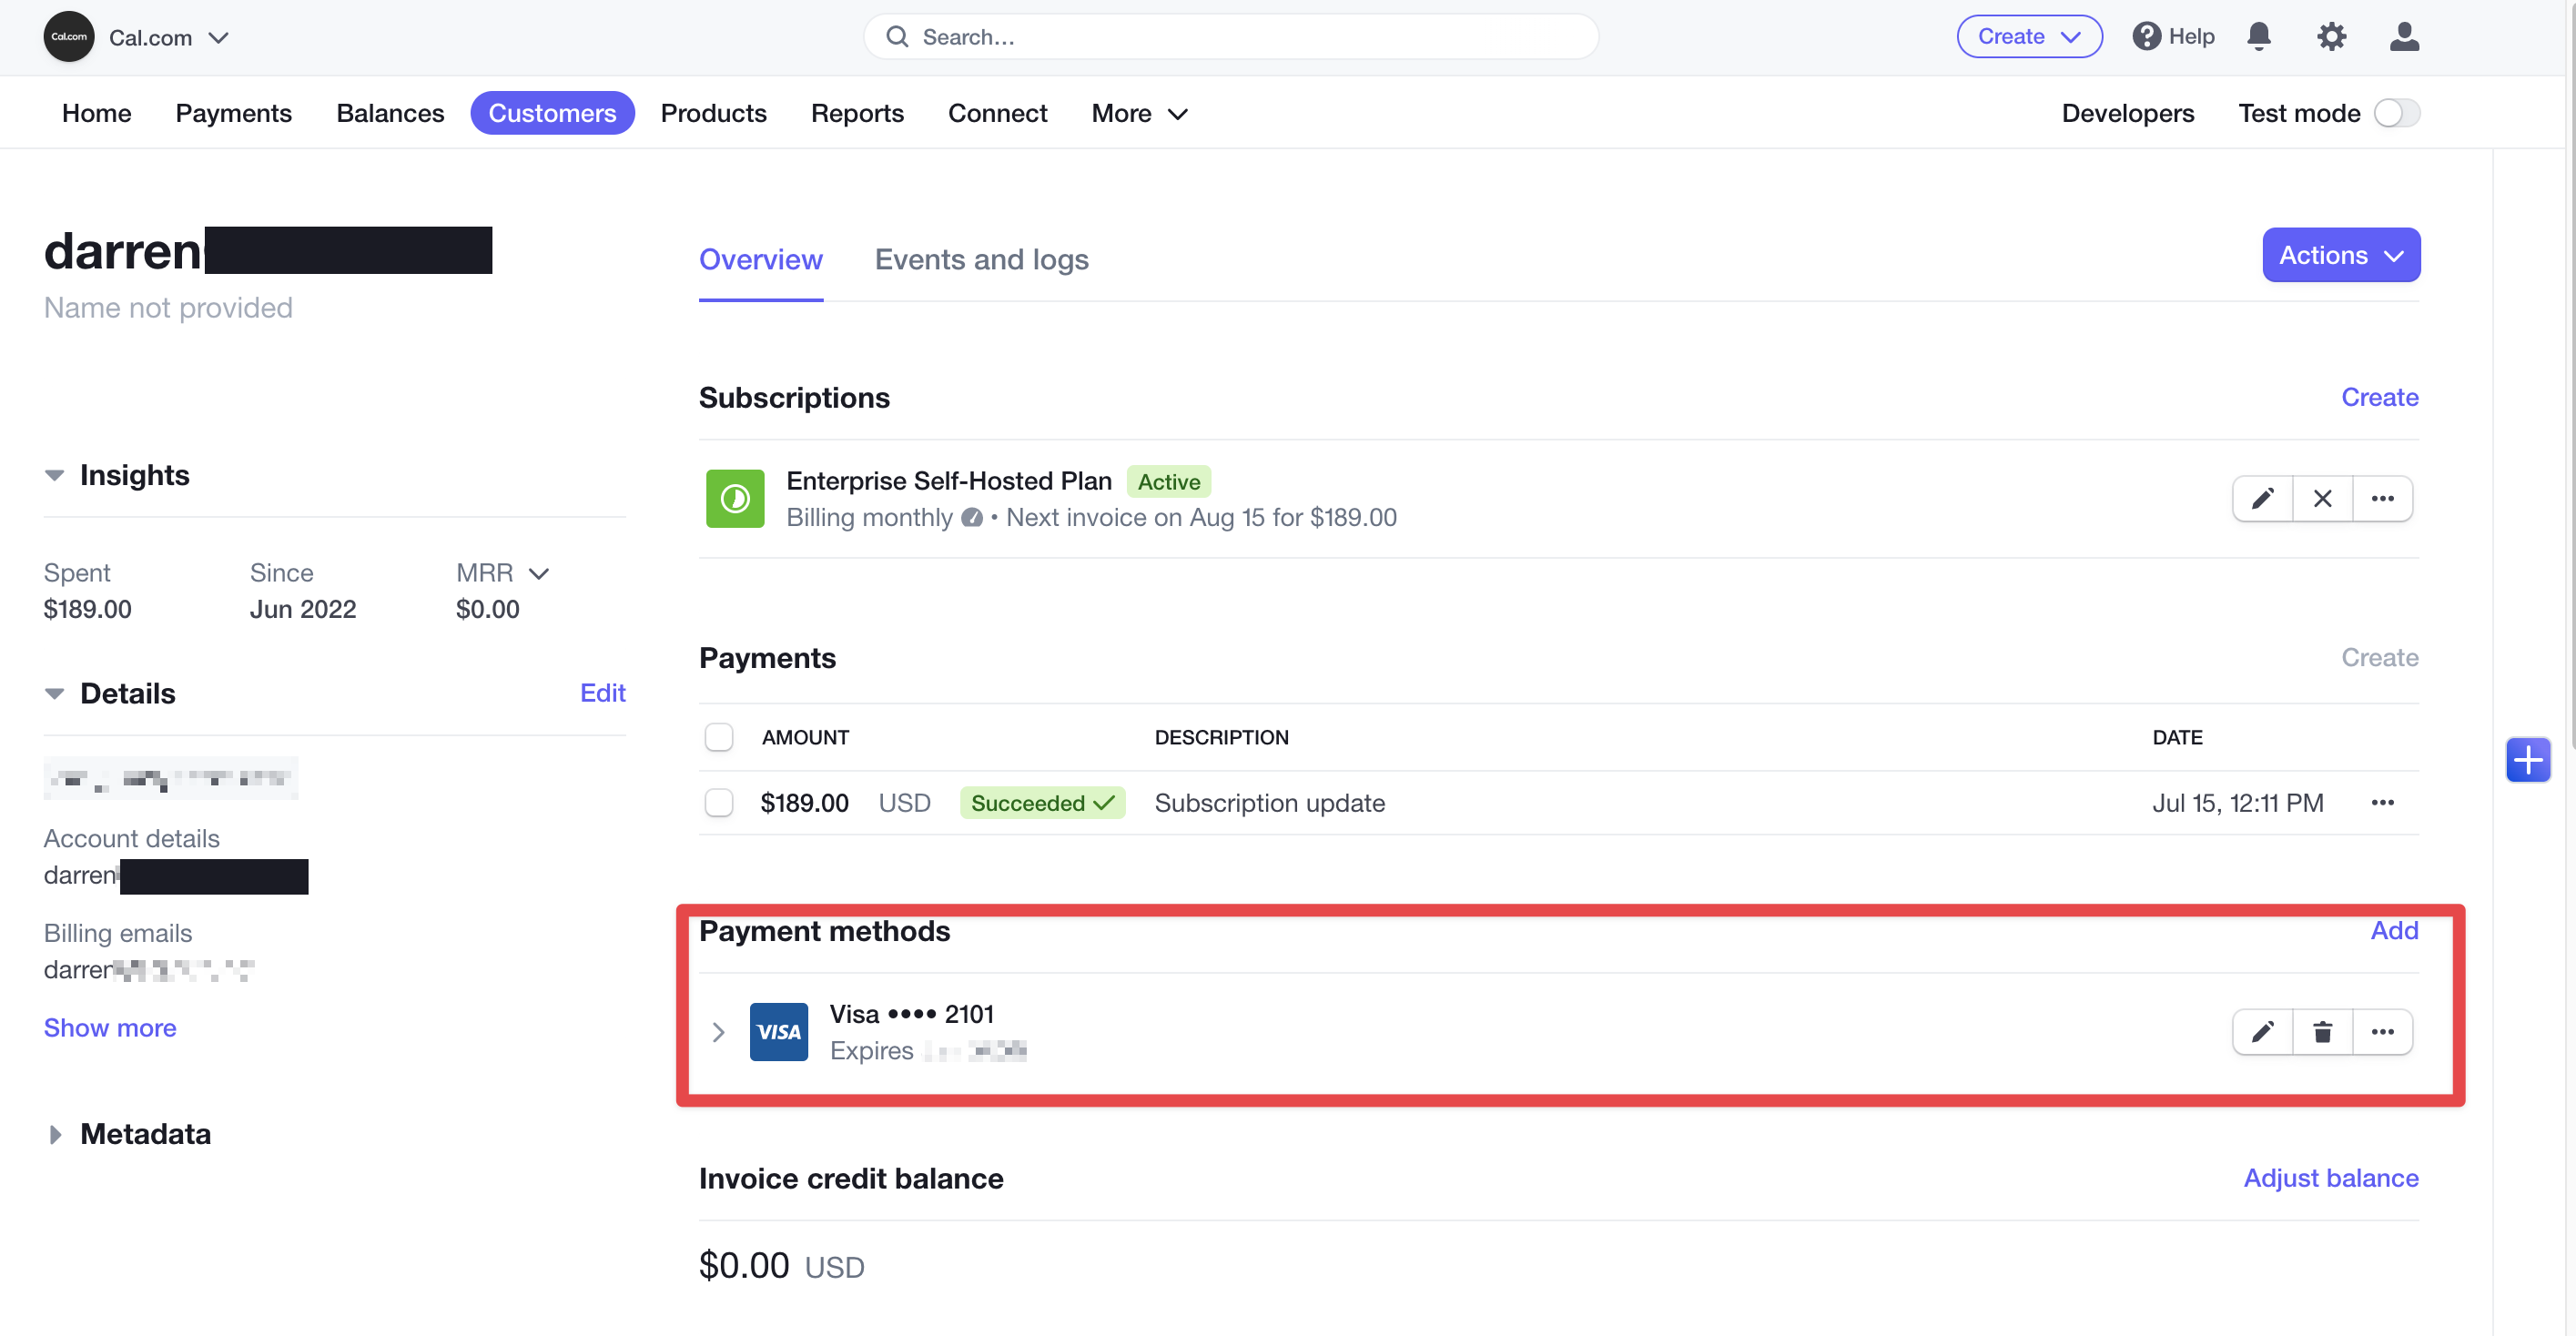 Cal.com Cal.com Search... Create Help
Home Payments Balances Customers Products Reports Connect More Developers Test mode
darren
Name not provided
Insights
Spent Since MRR
$189.00 Jun 2022 $0.00
Details Edit
Account details
darren
Billing emails
darren
Show more
Metadata
Overview Events and logs Actions
Subscriptions Create
Enterprise Self-Hosted Plan Active
Billing monthly • Next invoice on Aug 15 for $189.00
Payments Create
AMOUNT DESCRIPTION DATE
$189.00 USD Succeeded Subscription update Jul 15, 12:11 PM
Payment methods Add
VISA Visa •••• 2101
Expires
Invoice credit balance Adjust balance
$0.00 USD